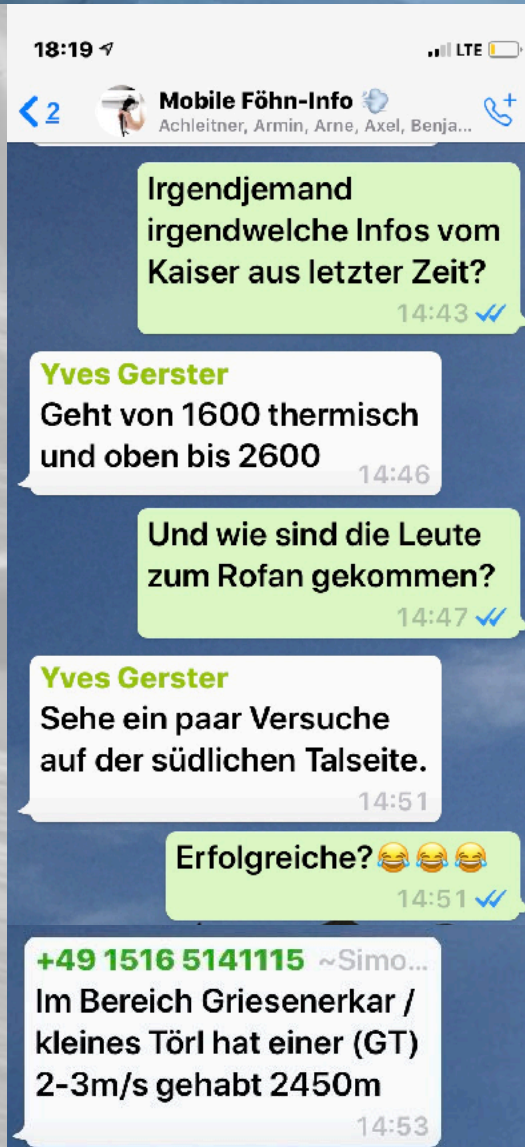 18:19 LTE
2 Mobile Föhn-Info
Achleitner, Armin, Arne, Axel, Benja...
Irgendjemand
irgendwelche Infos vom
Kaiser aus letzter Zeit?
14:43
Yves Gerster
Geht von 1600 thermisch
und oben bis 2600
14:46
Und wie sind die Leute
zum Rofan gekommen?
14:47
Yves Gerster
Sehe ein paar Versuche
auf der südlichen Talseite.
14:51
Erfolgreiche?😂😂😂
14:51
+49 1516 5141115 ~Simo...
Im Bereich Griesenerkar /
kleines Törl hat einer (GT)
2-3m/s gehabt 2450m
14:53